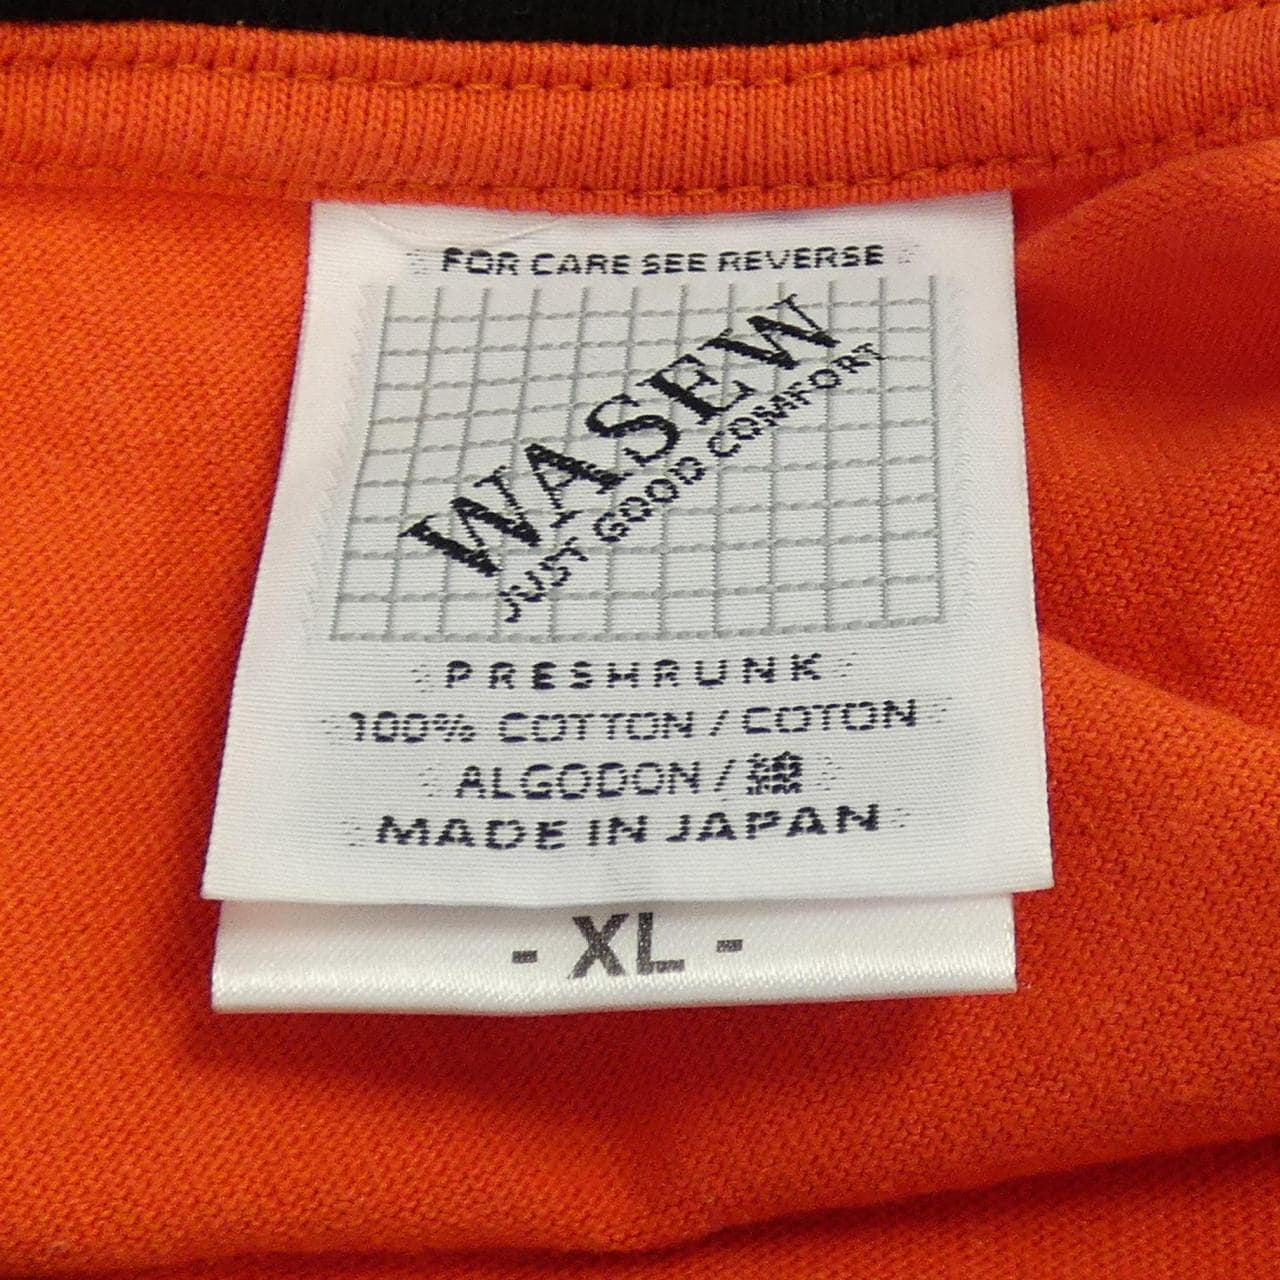 FOR CARE SEE REVERSE
WASEW
JUST GOOD COMFORT
PRESHRUNK
100% COTTON / COTON
ALGODON / 綿
MADE IN JAPAN
- XL -